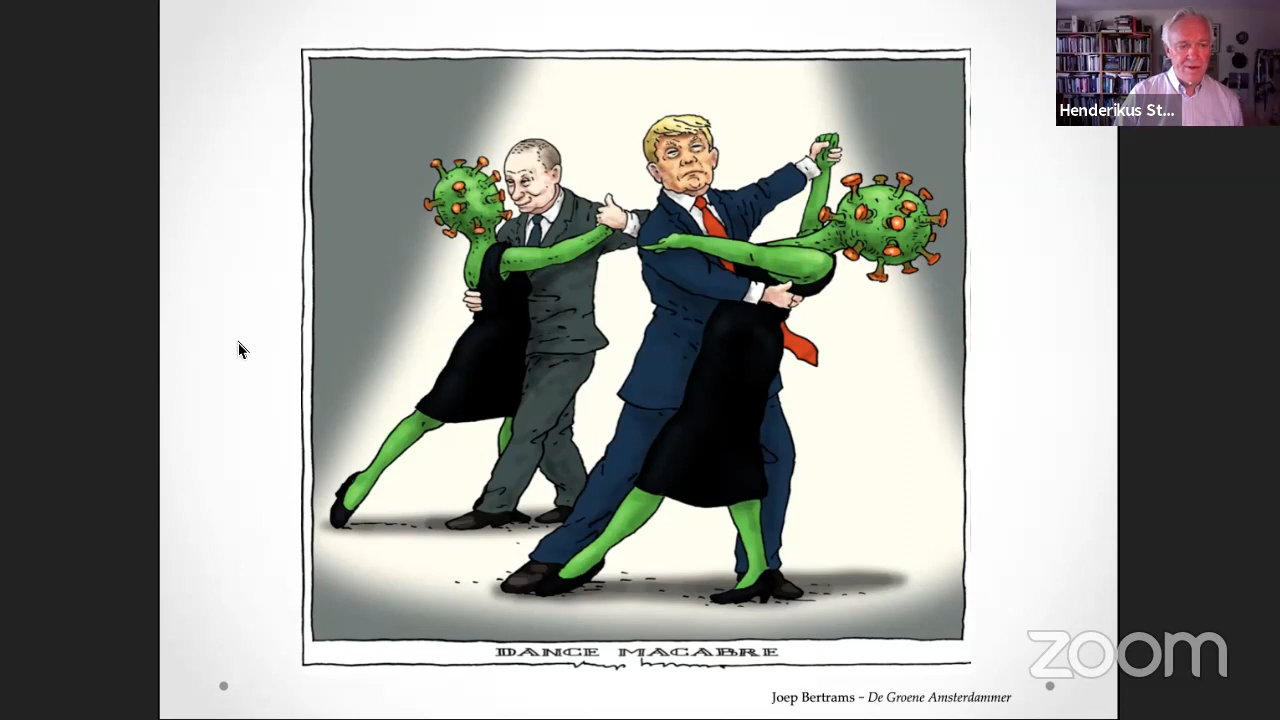 Henderikus St...
DANCE MACABRE
zoom
Joep Bertrams – De Groene Amsterdammer